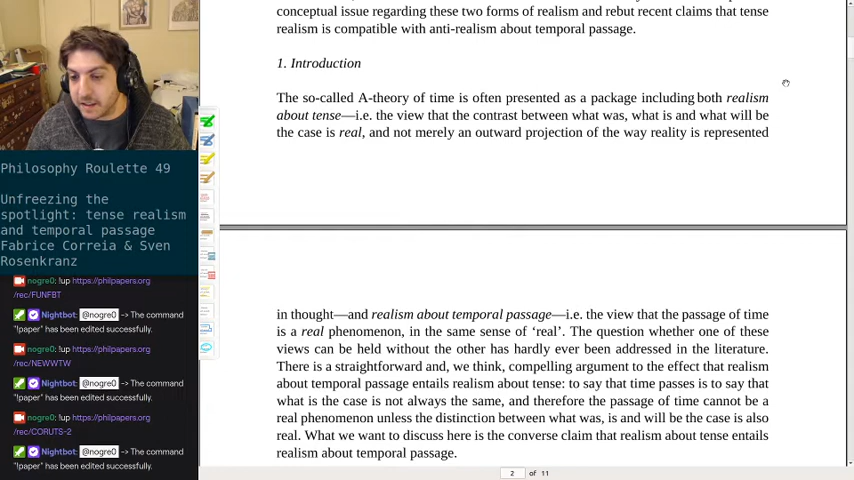 conceptual issue regarding these two forms of realism and rebut recent claims that tense
realism is compatible with anti-realism about temporal passage.
1. Introduction
The so-called A-theory of time is often presented as a package including both realism
about tense—i.e. the view that the contrast between what was, what is and what will be
the case is real, and not merely an outward projection of the way reality is represented
in thought—and realism about temporal passage—i.e. the view that the passage of time
is a real phenomenon, in the same sense of ‘real’. The question whether one of these
views can be held without the other has hardly ever been addressed in the literature.
There is a straightforward and, we think, compelling argument to the effect that realism
about temporal passage entails realism about tense: to say that time passes is to say that
what is the case is not always the same, and therefore the passage of time cannot be a
real phenomenon unless the distinction between what was, is and will be the case is also
real. What we want to discuss here is the converse claim that realism about tense entails
realism about temporal passage.
2 of 11
Philosophy Roulette 49
Unfreezing the
spotlight: tense realism
and temporal passage
Fabrice Correia & Sven
Rosenkranz
nogre0: !up https://philpapers.org
/rec/FUNFBT
Nightbot: @nogre0 -> The command
"!paper" has been edited successfully.
nogre0: !up https://philpapers.org
/rec/NEWWTW
Nightbot: @nogre0 -> The command
"!paper" has been edited successfully.
nogre0: !up https://philpapers.org
/rec/CORUTS-2
Nightbot: @nogre0 -> The command
"!paper" has been edited successfully.